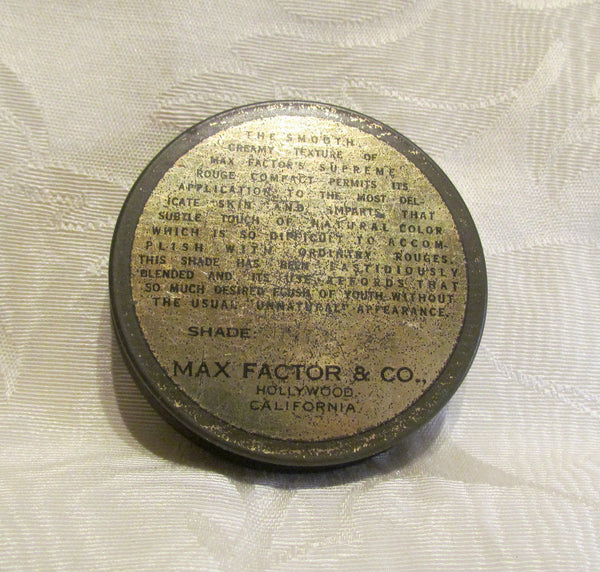 THE SMOOTH,
CREAMY TEXTURE OF
MAX FACTOR'S SUPREME
ROUGE COMPACT PERMITS ITS
APPLICATION TO THE MOST DEL-
ICATE SKIN AND IMPARTS THAT
SUBTLE TOUCH OF NATURAL COLOR
WHICH IS SO DIFFICULT TO ACCOM-
PLISH WITH ORDINARY ROUGES.
THIS SHADE HAS BEEN FASTIDIOUSLY
BLENDED AND ITS USE AFFORDS THAT
SO MUCH DESIRED FLUSH OF YOUTH WITHOUT
THE USUAL "UNNATURAL" APPEARANCE.
SHADE
MAX FACTOR & CO.,
HOLLYWOOD
CALIFORNIA.